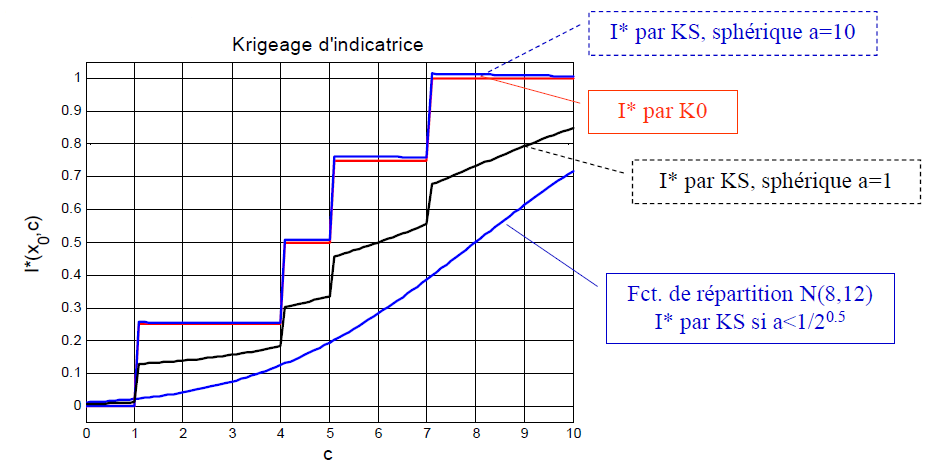 I* par KS, sphérique a=10
Krigeage d'indicatrice
I* par K0
I* par KS, sphérique a=1
Fct. de répartition N(8,12)
I* par KS si a<1/2^0.5
1
0.9
0.8
0.7
0.6
0.5
0.4
0.3
0.2
0.1
0
I*(x₀,c)
0 1 2 3 4 5 6 7 8 9 10
c